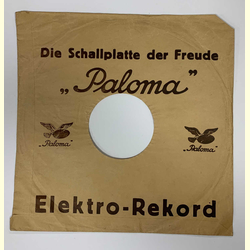 Die Schallplatte der Freude
„Paloma”
„Paloma” „Paloma”
Elektro-Rekord